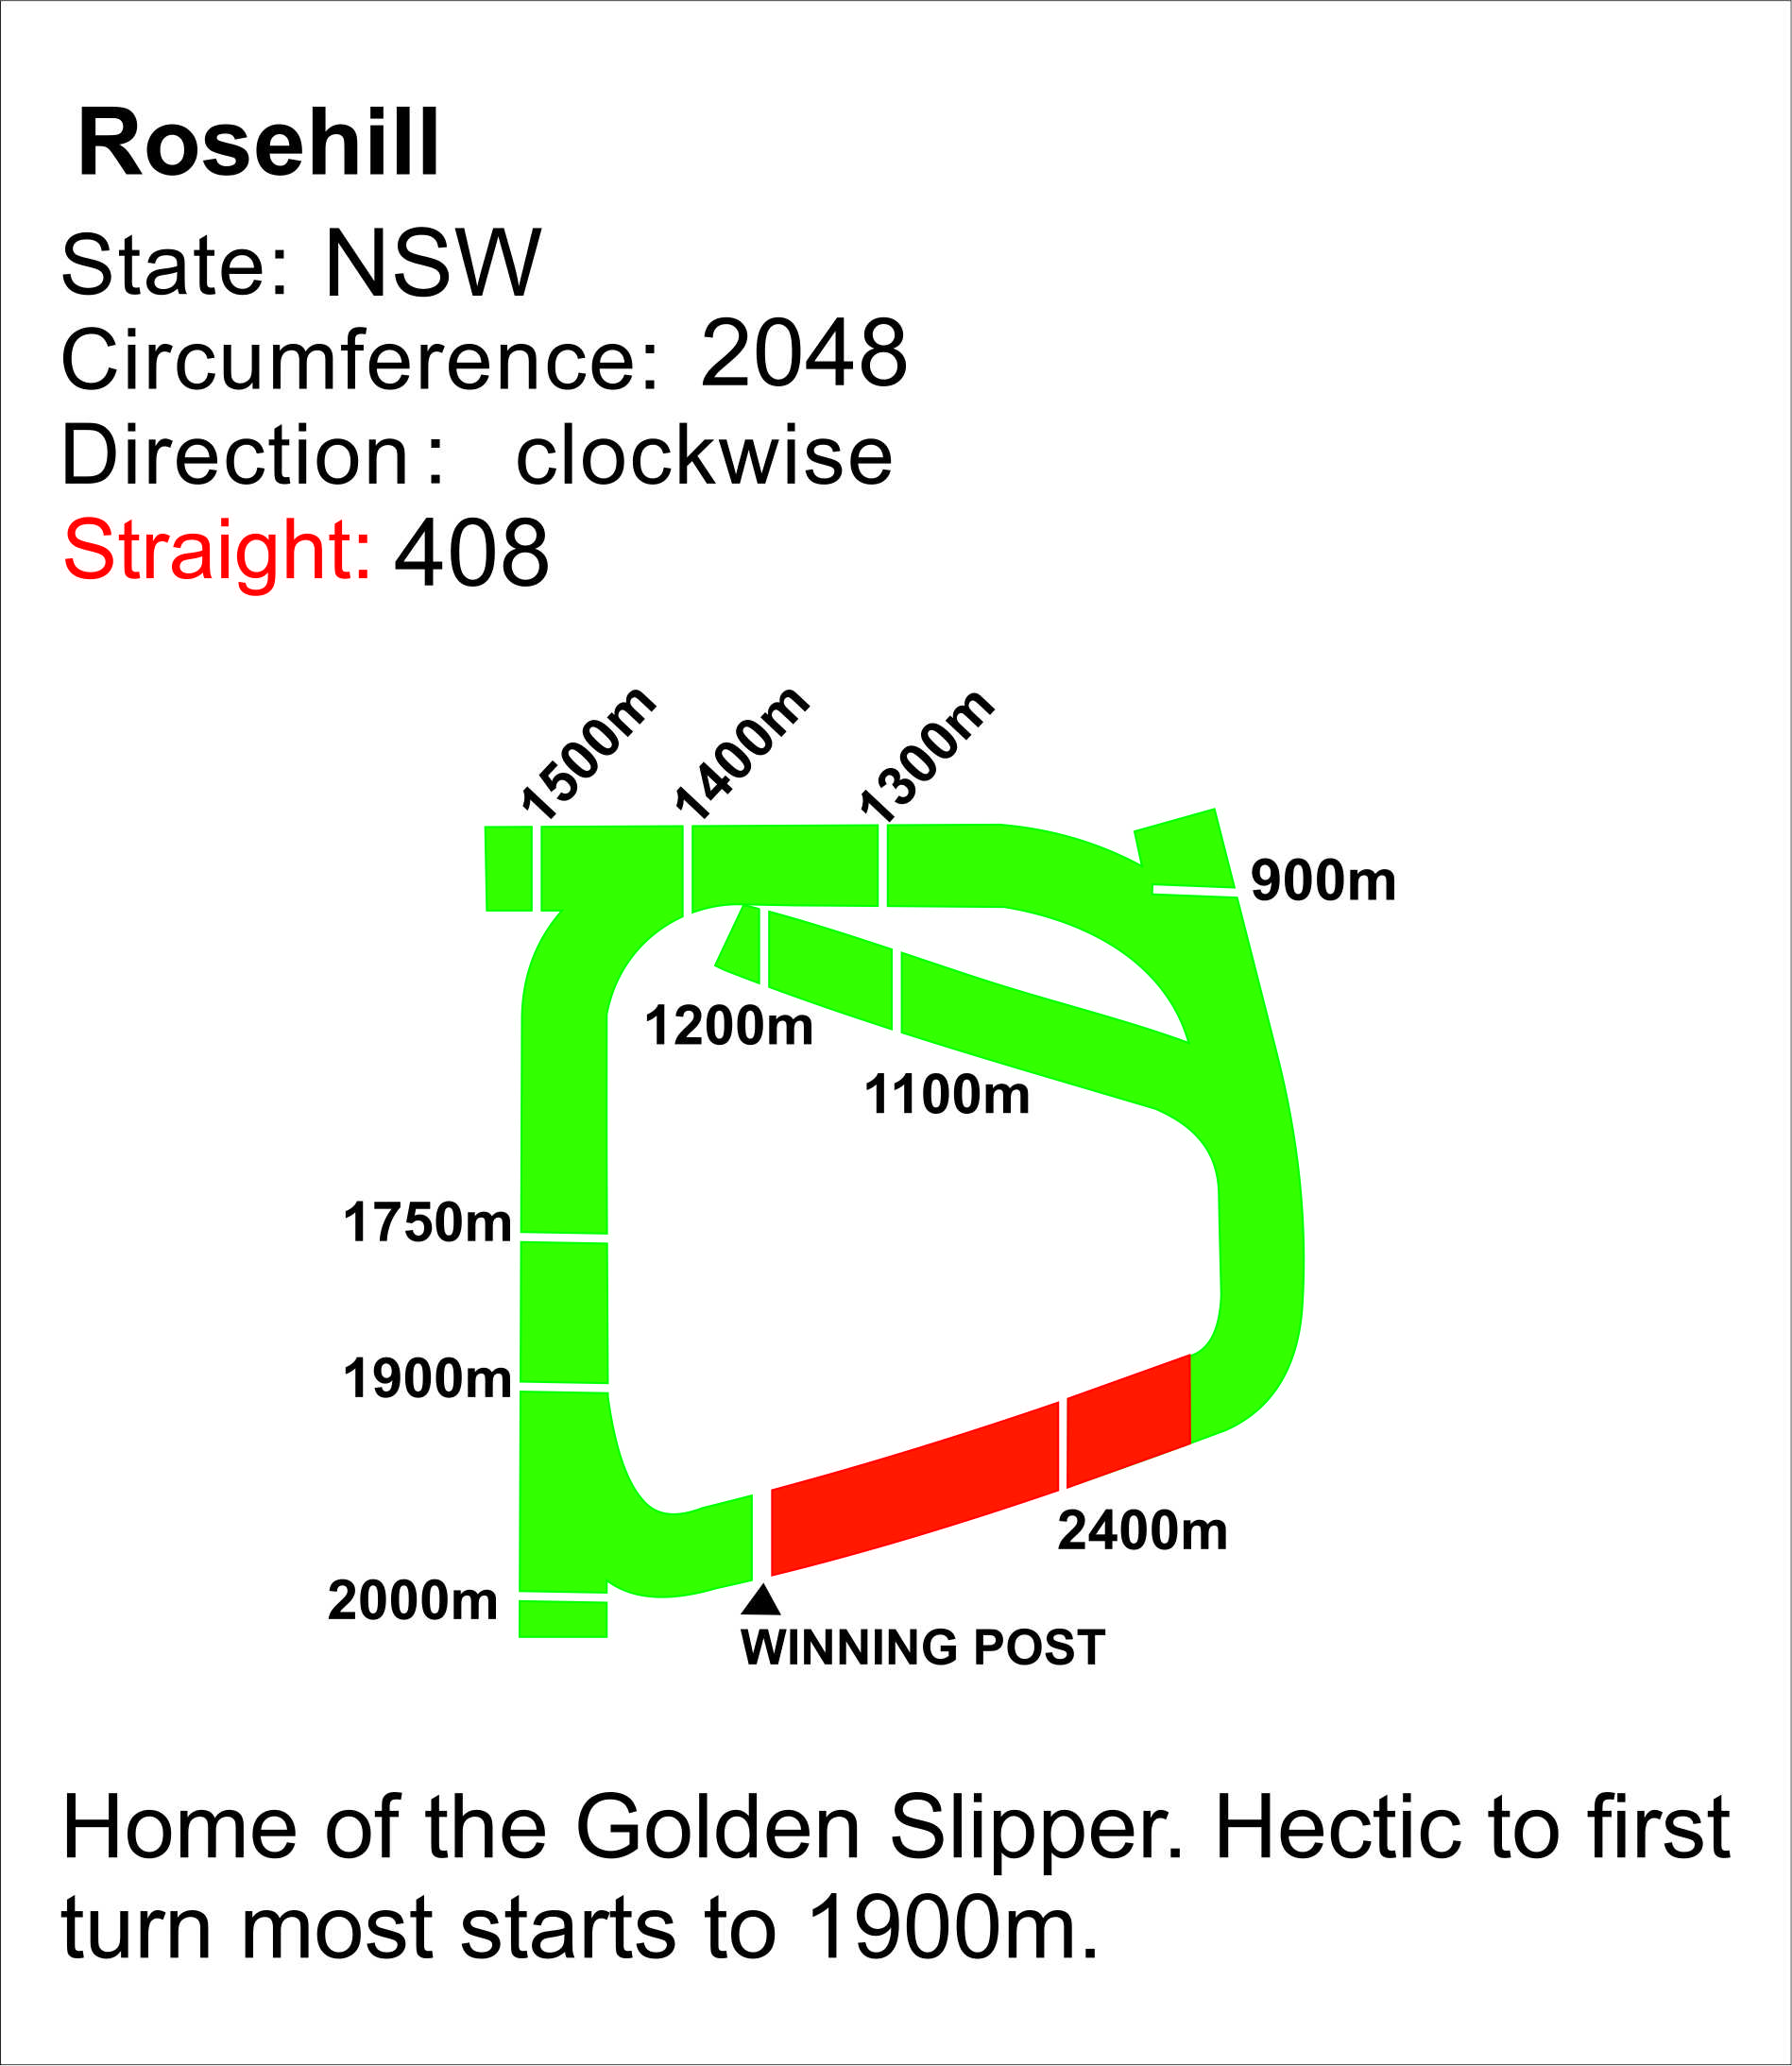 Rosehill
State: NSW
Circumference: 2048
Direction : clockwise
Straight: 408
1500m
1400m
1300m
900m
1200m
1100m
1750m
1900m
2400m
2000m
WINNING POST
Home of the Golden Slipper. Hectic to first
turn most starts to 1900m.